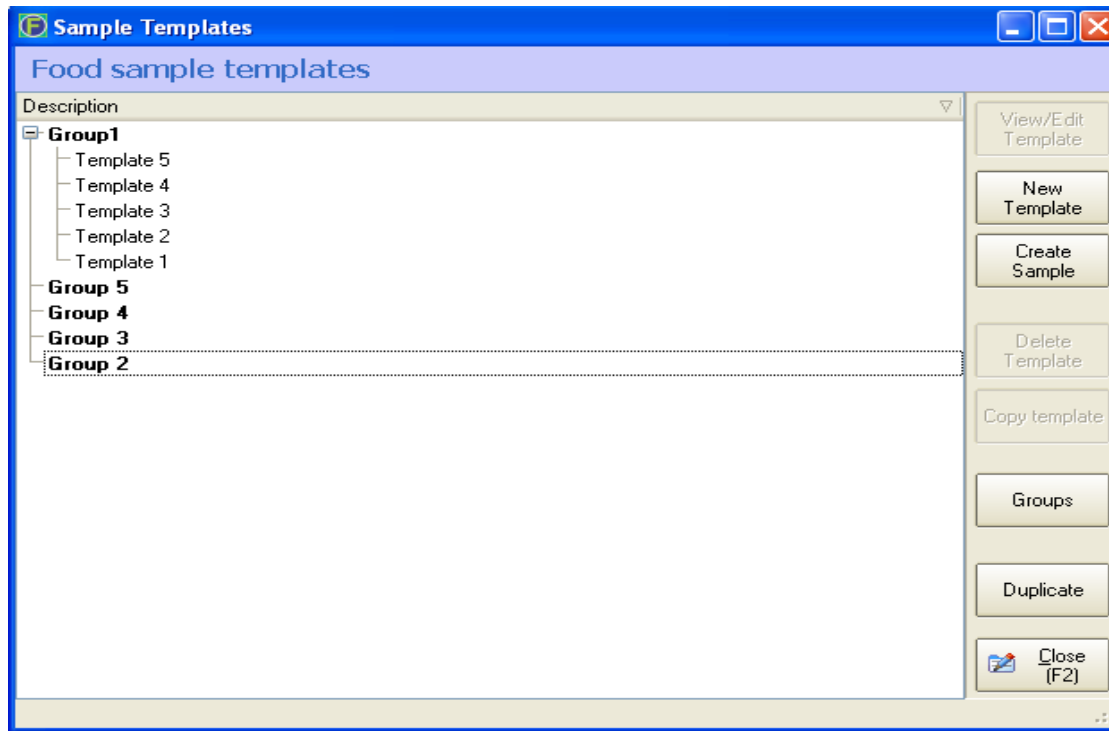 Sample Templates
Food sample templates
Description
Group1
Template 5
Template 4
Template 3
Template 2
Template 1
Group 5
Group 4
Group 3
Group 2
View/Edit
Template
New
Template
Create
Sample
Delete
Template
Copy template
Groups
Duplicate
Close
(F2)